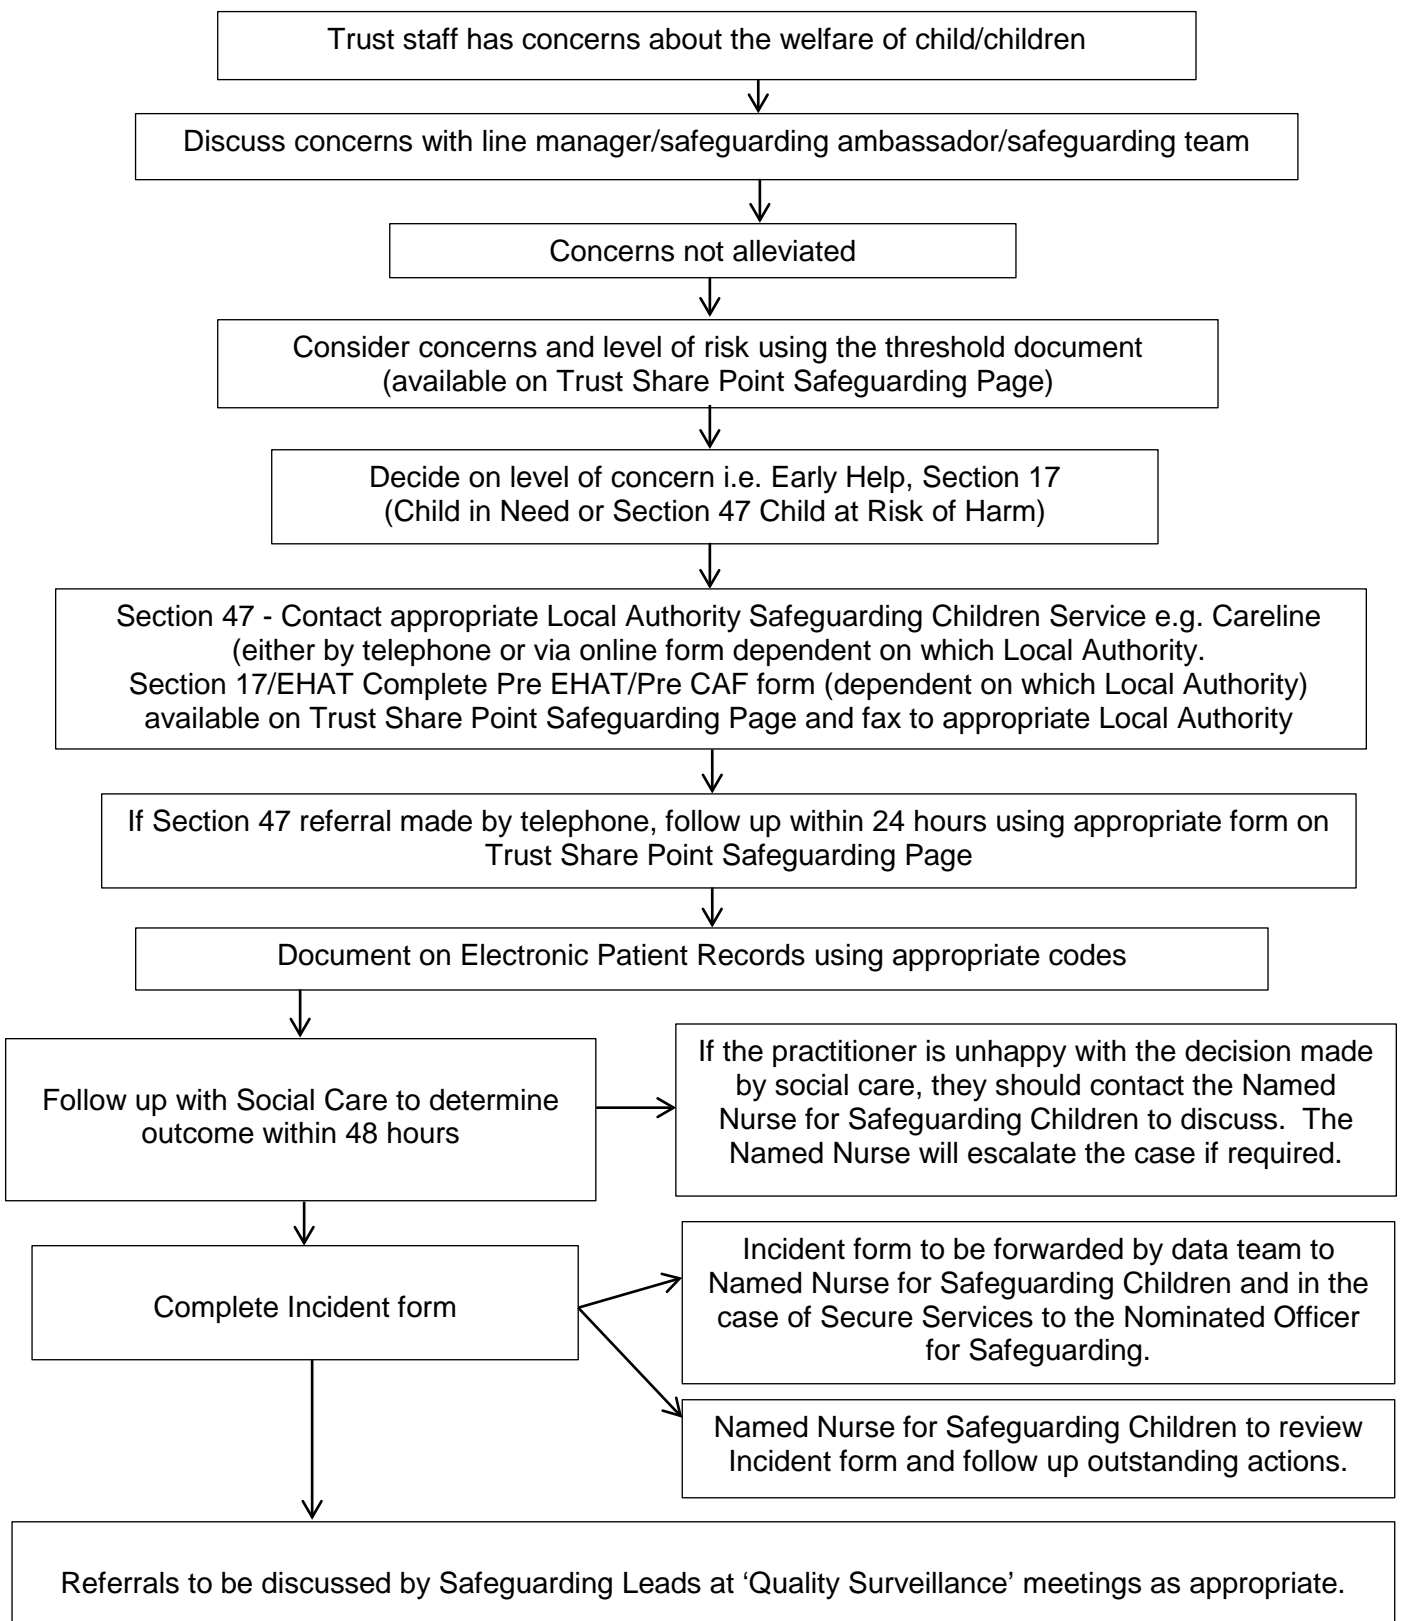 Trust staff has concerns about the welfare of child/children
Discuss concerns with line manager/safeguarding ambassador/safeguarding team
Concerns not alleviated
Consider concerns and level of risk using the threshold document
(available on Trust Share Point Safeguarding Page)
Decide on level of concern i.e. Early Help, Section 17
(Child in Need or Section 47 Child at Risk of Harm)
Section 47 - Contact appropriate Local Authority Safeguarding Children Service e.g. Careline
(either by telephone or via online form dependent on which Local Authority.
Section 17/EHAT Complete Pre EHAT/Pre CAF form (dependent on which Local Authority)
available on Trust Share Point Safeguarding Page and fax to appropriate Local Authority
If Section 47 referral made by telephone, follow up within 24 hours using appropriate form on
Trust Share Point Safeguarding Page
Document on Electronic Patient Records using appropriate codes
Follow up with Social Care to determine
outcome within 48 hours
If the practitioner is unhappy with the decision made
by social care, they should contact the Named
Nurse for Safeguarding Children to discuss.  The
Named Nurse will escalate the case if required.
Complete Incident form
Incident form to be forwarded by data team to
Named Nurse for Safeguarding Children and in the
case of Secure Services to the Nominated Officer
for Safeguarding.
Named Nurse for Safeguarding Children to review
Incident form and follow up outstanding actions.
Referrals to be discussed by Safeguarding Leads at ‘Quality Surveillance’ meetings as appropriate.